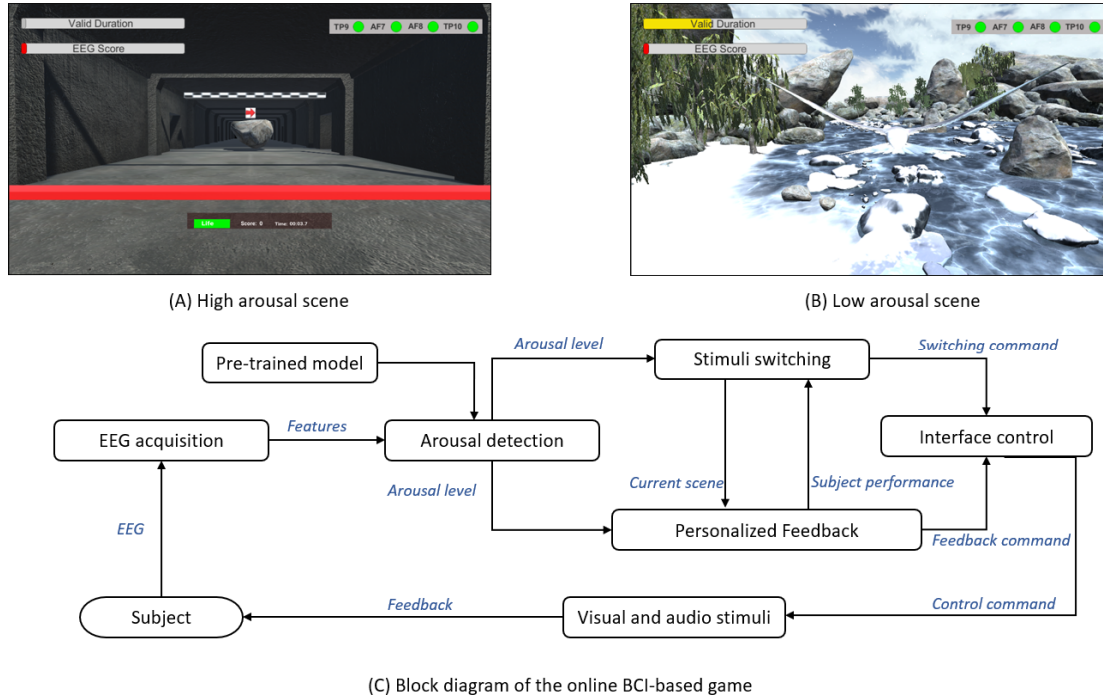 Valid Duration
EEG Score
TP9 AF7 AF8 TP10
Life Score: 0 Time: 00:03.7
(A) High arousal scene
Valid Duration
EEG Score
TP9 AF7 AF8 TP10
(B) Low arousal scene
Pre-trained model
Arousal level
Stimuli switching
Switching command
EEG acquisition
Features
Arousal detection
Interface control
Arousal level
Current scene
Subject performance
EEG
Personalized Feedback
Feedback command
Subject
Feedback
Visual and audio stimuli
Control command
(C) Block diagram of the online BCI-based game